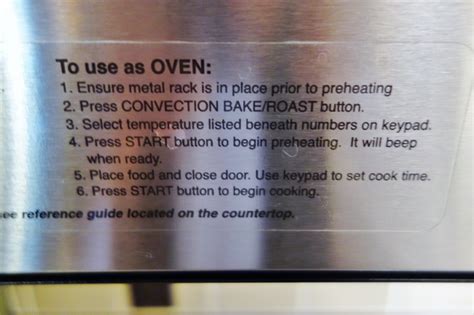 To use as OVEN:
1. Ensure metal rack is in place prior to preheating
2. Press CONVECTION BAKE/ROAST button.
3. Select temperature listed beneath numbers on keypad.
4. Press START button to begin preheating. It will beep
when ready.
5. Place food and close door. Use keypad to set cook time.
6. Press START button to begin cooking.
see reference guide located on the countertop.